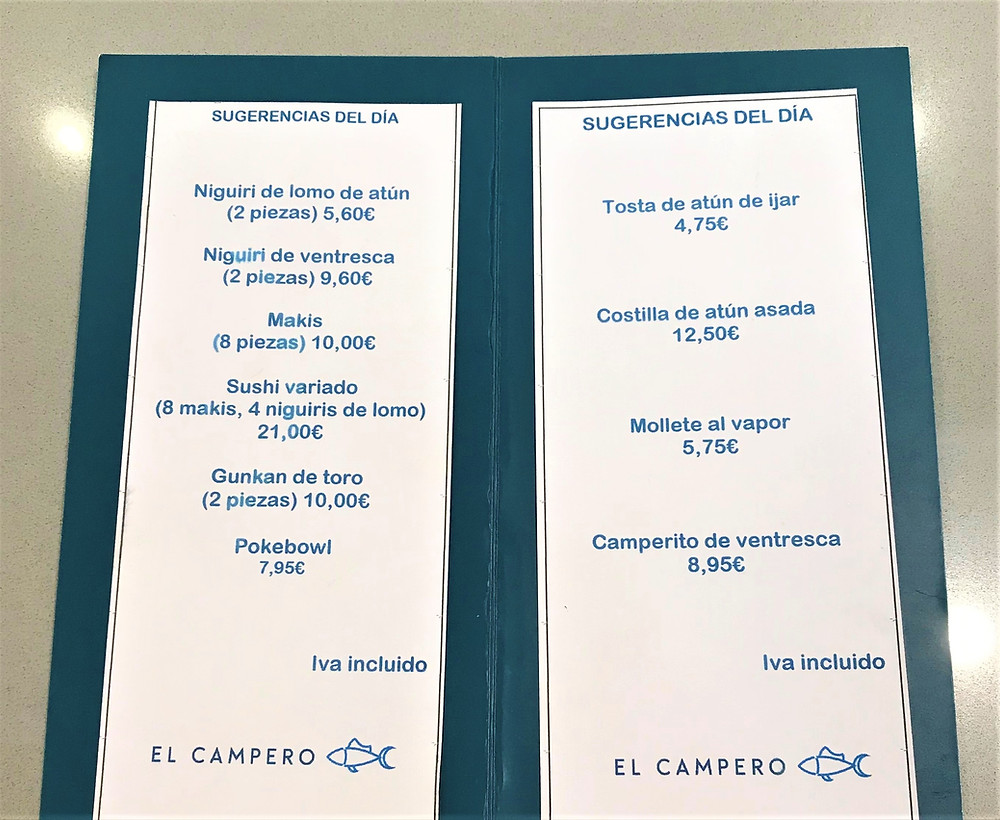 SUGERENCIAS DEL DÍA
Niguiri de lomo de atún
(2 piezas) 5,60€
Niguiri de ventresca
(2 piezas) 9,60€
Makis
(8 piezas) 10,00€
Sushi variado
(8 makis, 4 niguiris de lomo)
21,00€
Gunkan de toro
(2 piezas) 10,00€
Pokebowl
7,95€
Iva incluido
EL CAMPERO
SUGERENCIAS DEL DÍA
Tosta de atún de ijar
4,75€
Costilla de atún asada
12,50€
Mollete al vapor
5,75€
Camperito de ventresca
8,95€
Iva incluido
EL CAMPERO